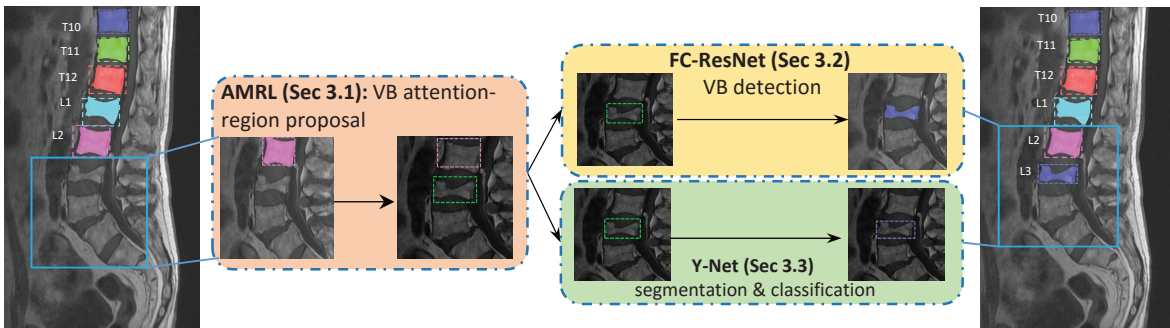 T10
T11
T12
L1
L2
AMRL (Sec 3.1): VB attention-
region proposal
FC-ResNet (Sec 3.2)
VB detection
Y-Net (Sec 3.3)
segmentation & classification
T10
T11
T12
L1
L2
L3